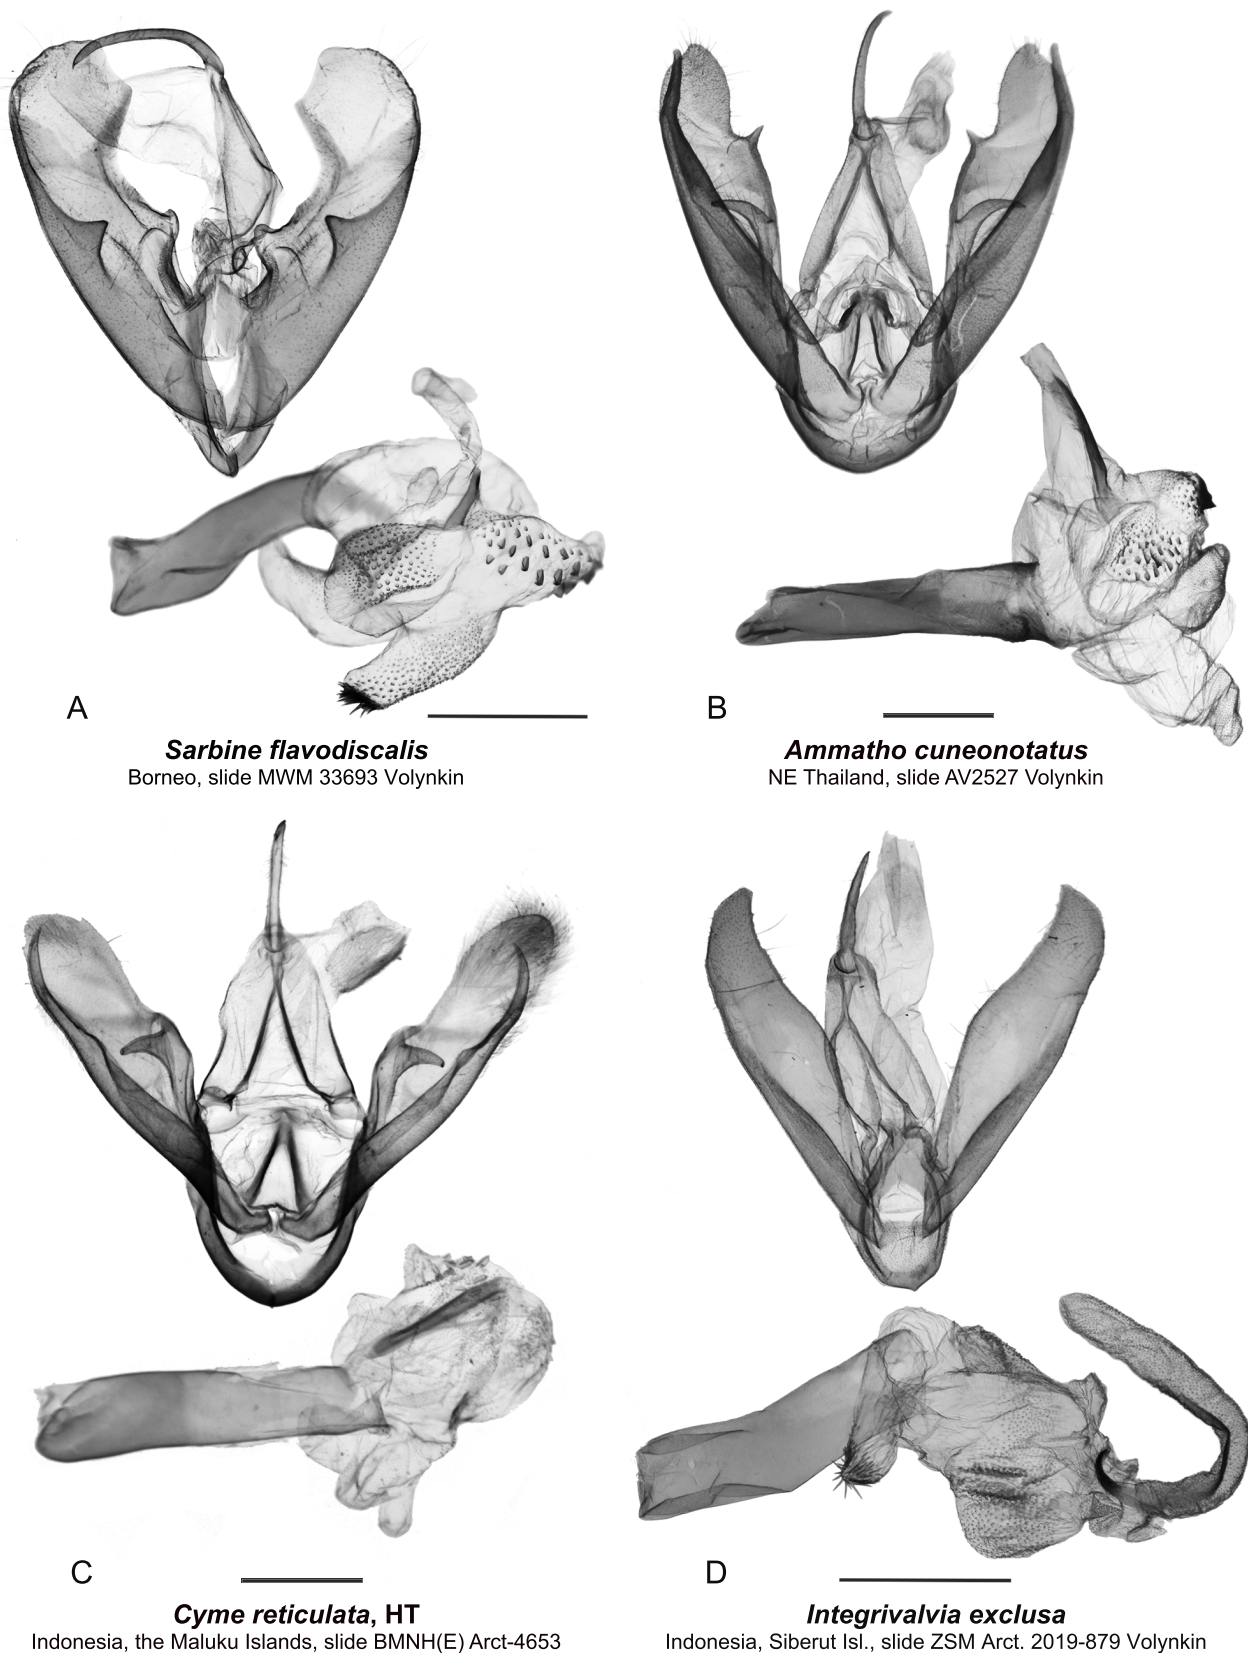 A
Sarbine flavodiscalis
Borneo, slide MWM 33693 Volynkin
B
Ammatho cuneonotatus
NE Thailand, slide AV2527 Volynkin
C
Cyme reticulata, HT
Indonesia, the Maluku Islands, slide BMNH(E) Arct-4653
D
Integrivalvia exclusa
Indonesia, Siberut Isl., slide ZSM Arct. 2019-879 Volynkin